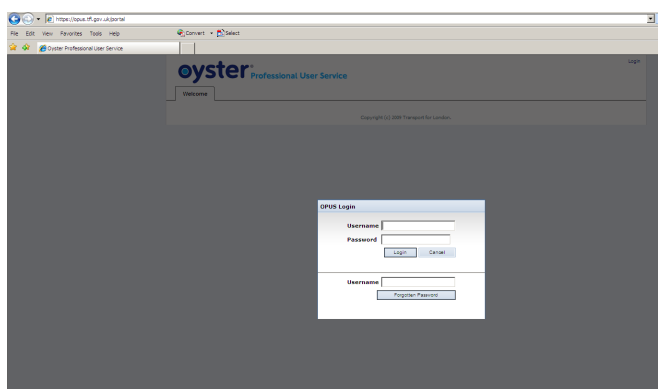 https://opus.tfl.gov.uk/portal
File Edit View Favorites Tools Help Convert Select
Oyster Professional User Service
Login
oyster Professional User Service
Welcome
Copyright (c) 2009 Transport for London.
OPUS Login
Username
Password
Login Cancel
Username
Forgotten Password